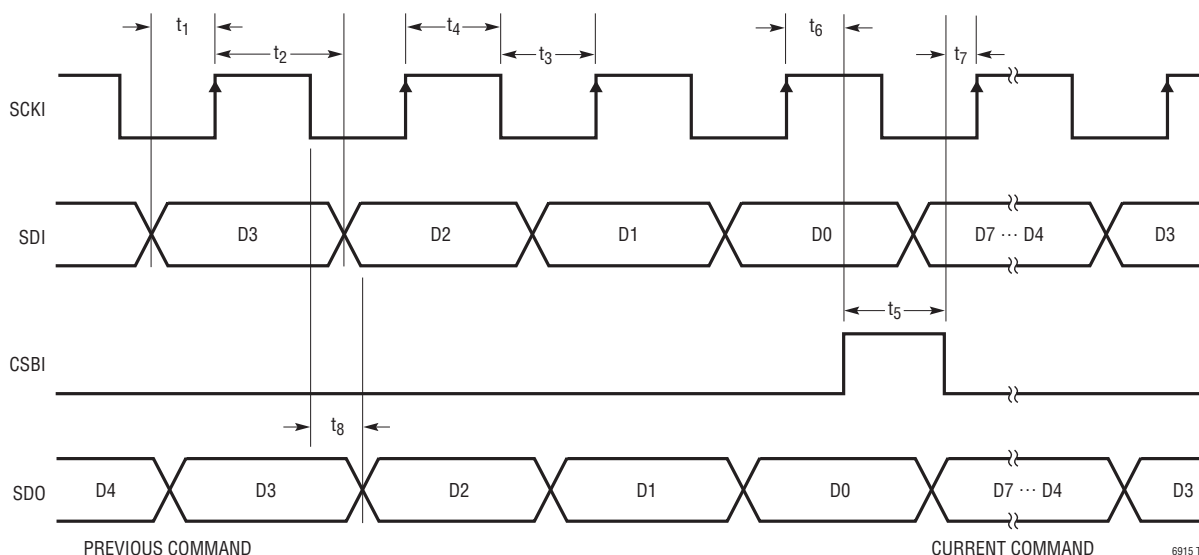 t1
t2
t4
t3
t6
t7
SCKI
SDI
D3
D2
D1
D0
D7 ··· D4
D3
t5
CSBI
t8
SDO
D4
D3
D2
D1
D0
D7 ··· D4
D3
PREVIOUS COMMAND
CURRENT COMMAND
6915 T